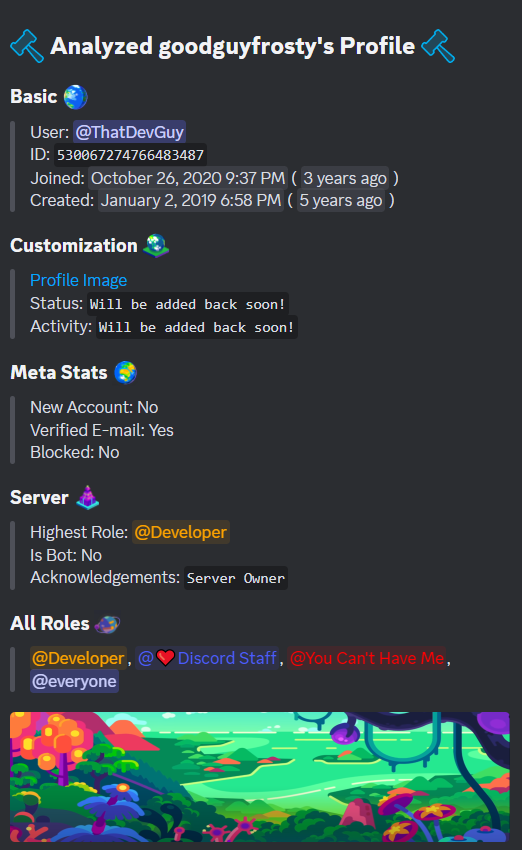 Analyzed goodguyfrosty's Profile
Basic
User: @ThatDevGuy
ID: 530067274766483487
Joined: October 26, 2020 9:37 PM ( 3 years ago )
Created: January 2, 2019 6:58 PM ( 5 years ago )
Customization
Profile Image
Status: Will be added back soon!
Activity: Will be added back soon!
Meta Stats
New Account: No
Verified E-mail: Yes
Blocked: No
Server
Highest Role: @Developer
Is Bot: No
Acknowledgements: Server Owner
All Roles
@Developer, @❤️ Discord Staff, @You Can't Have Me,
@everyone